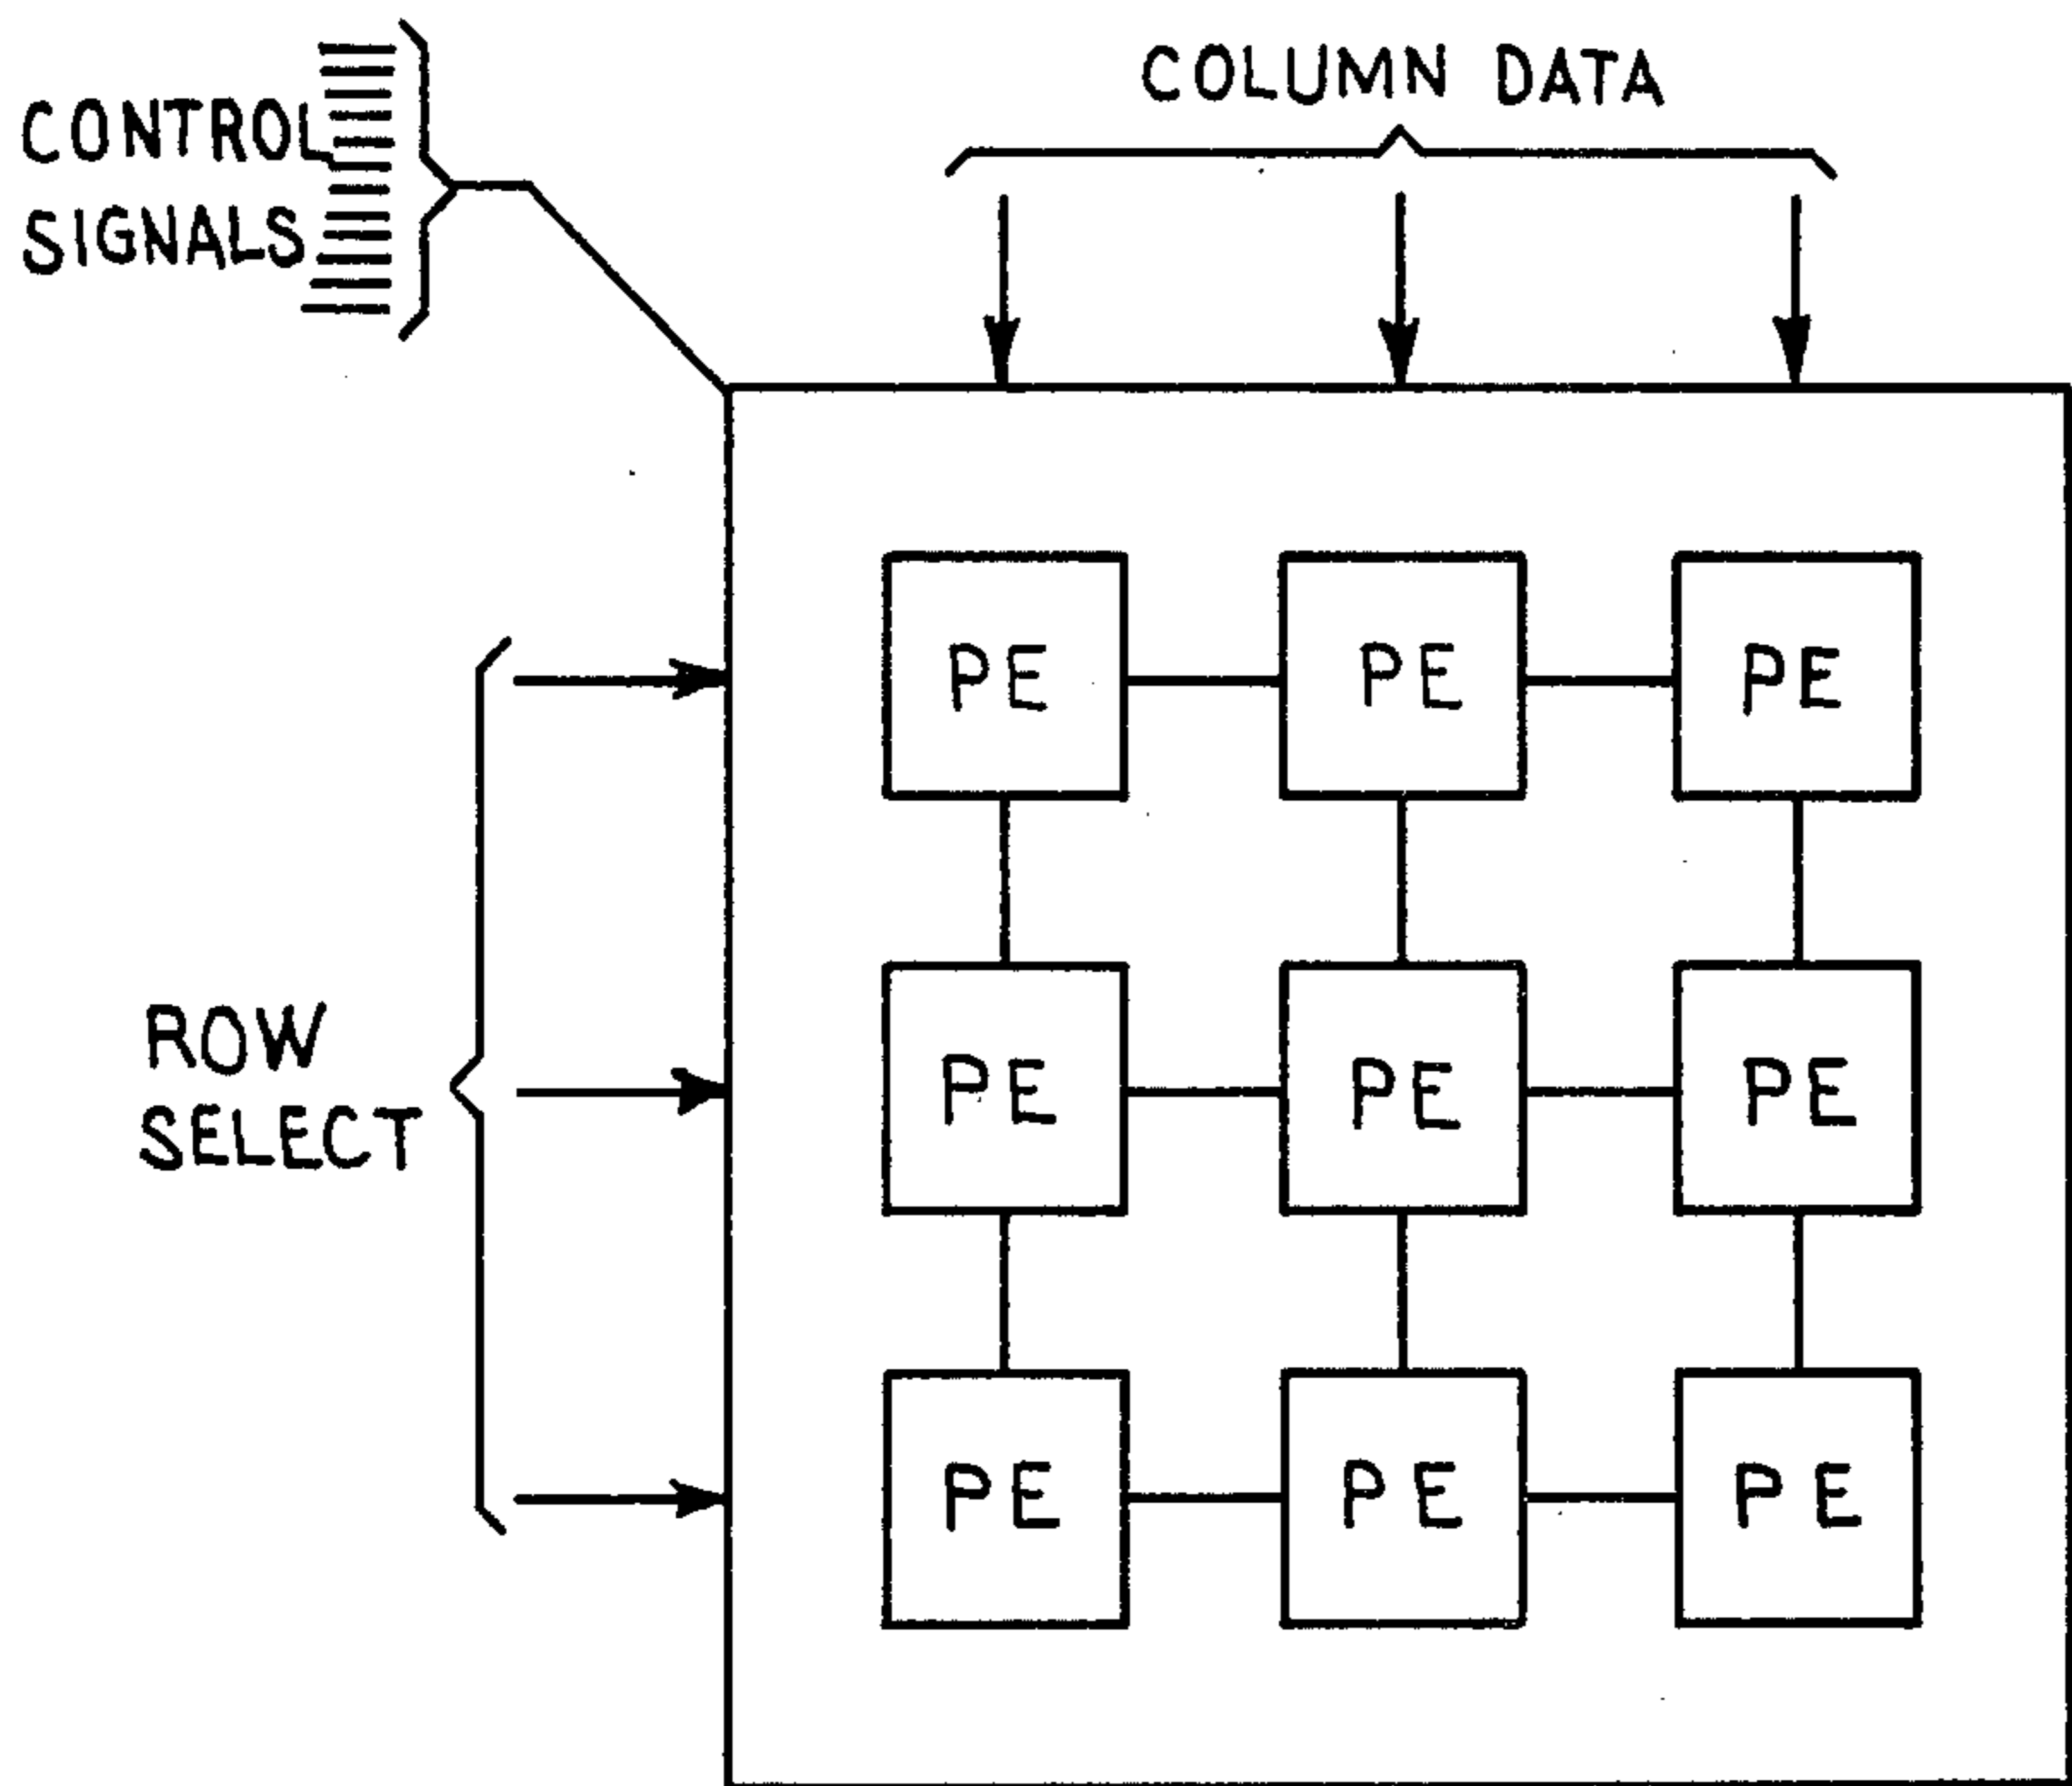 CONTROL
SIGNALS
COLUMN DATA
ROW
SELECT
PE PE PE
PE PE PE
PE PE PE